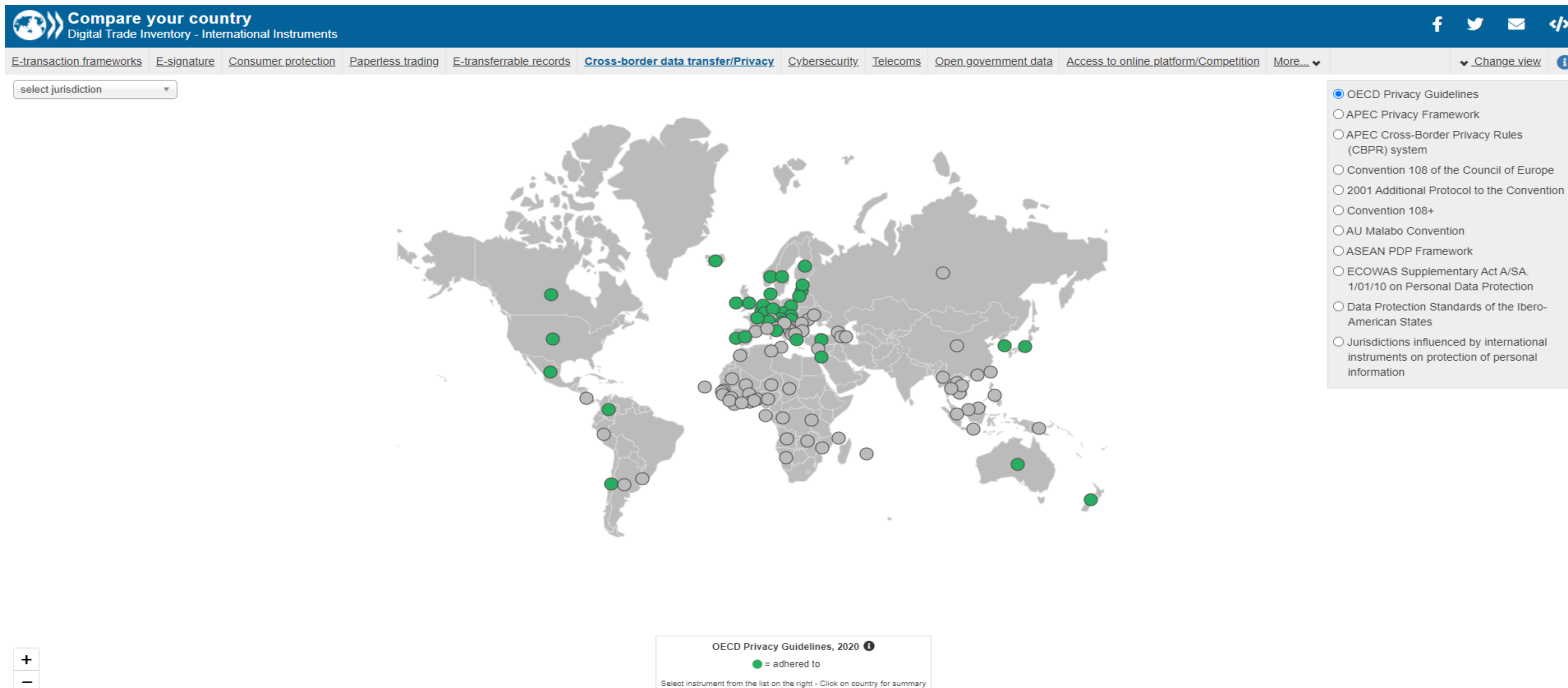 Compare your country
Digital Trade Inventory - International Instruments
E-transaction frameworks E-signature Consumer protection Paperless trading E-transferrable records Cross-border data transfer/Privacy Cybersecurity Telecoms Open government data Access to online platform/Competition More... Change view
select jurisdiction
OECD Privacy Guidelines
APEC Privacy Framework
APEC Cross-Border Privacy Rules
(CBPR) system
Convention 108 of the Council of Europe
2001 Additional Protocol to the Convention
Convention 108+
AU Malabo Convention
ASEAN PDP Framework
ECOWAS Supplementary Act A/SA.
1/01/10 on Personal Data Protection
Data Protection Standards of the Ibero-
American States
Jurisdictions influenced by international
instruments on protection of personal
information
+
−
OECD Privacy Guidelines, 2020
= adhered to
Select instrument from the list on the right - Click on country for summary